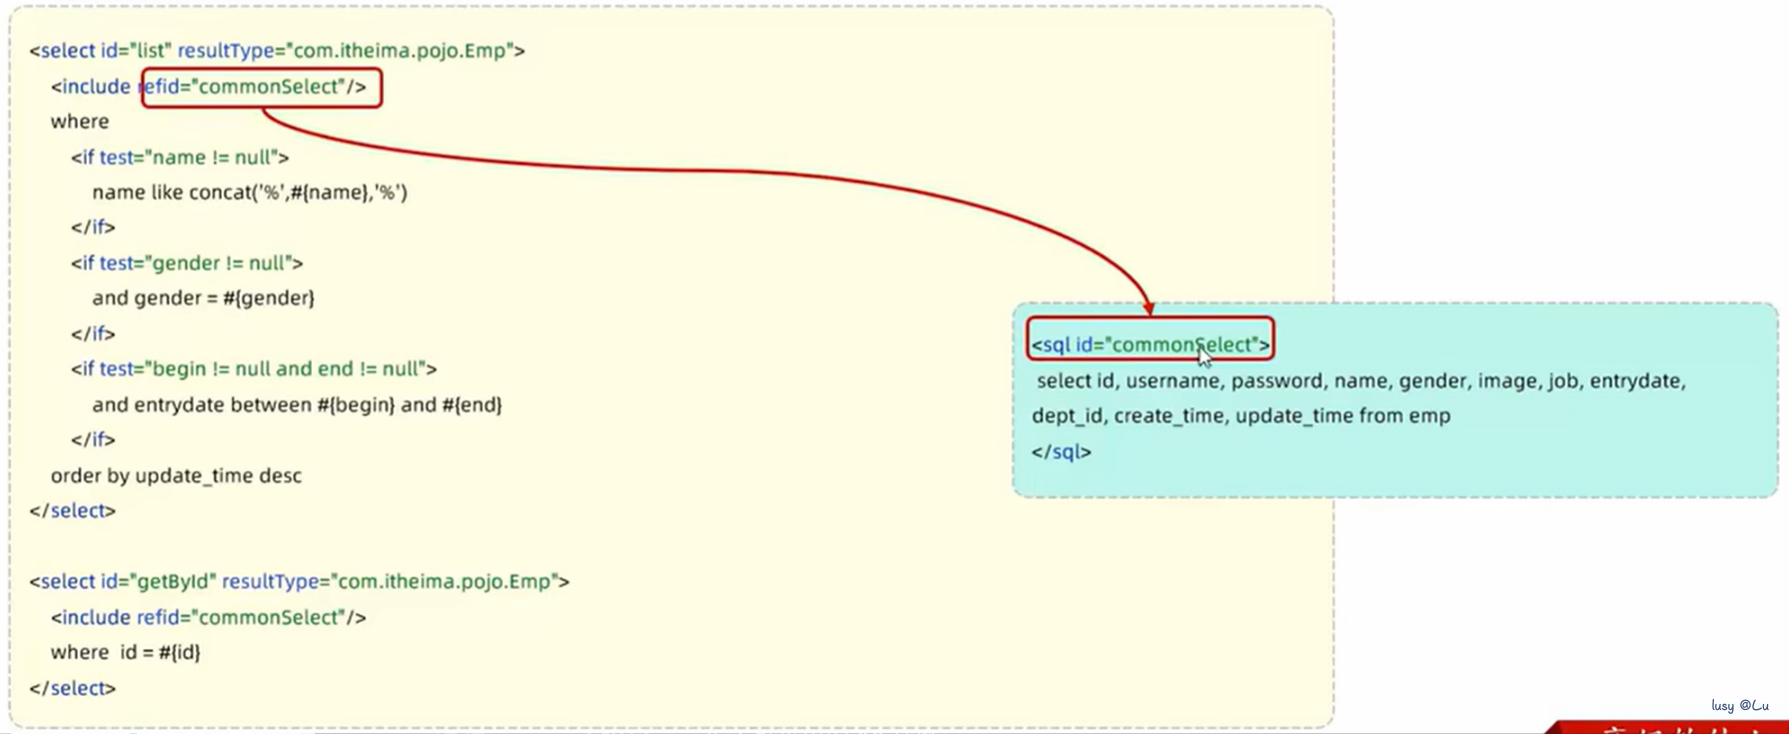 <select id="list" resultType="com.itheima.pojo.Emp">
<include refid="commonSelect"/>
where
<if test="name != null">
name like concat('%',#{name},'%')
</if>
<if test="gender != null">
and gender = #{gender}
</if>
<if test="begin != null and end != null">
and entrydate between #{begin} and #{end}
</if>
order by update_time desc
</select>
<select id="getById" resultType="com.itheima.pojo.Emp">
<include refid="commonSelect"/>
where id = #{id}
</select>
<sql id="commonSelect">
select id, username, password, name, gender, image, job, entrydate,
dept_id, create_time, update_time from emp
</sql>
lusy @Lu